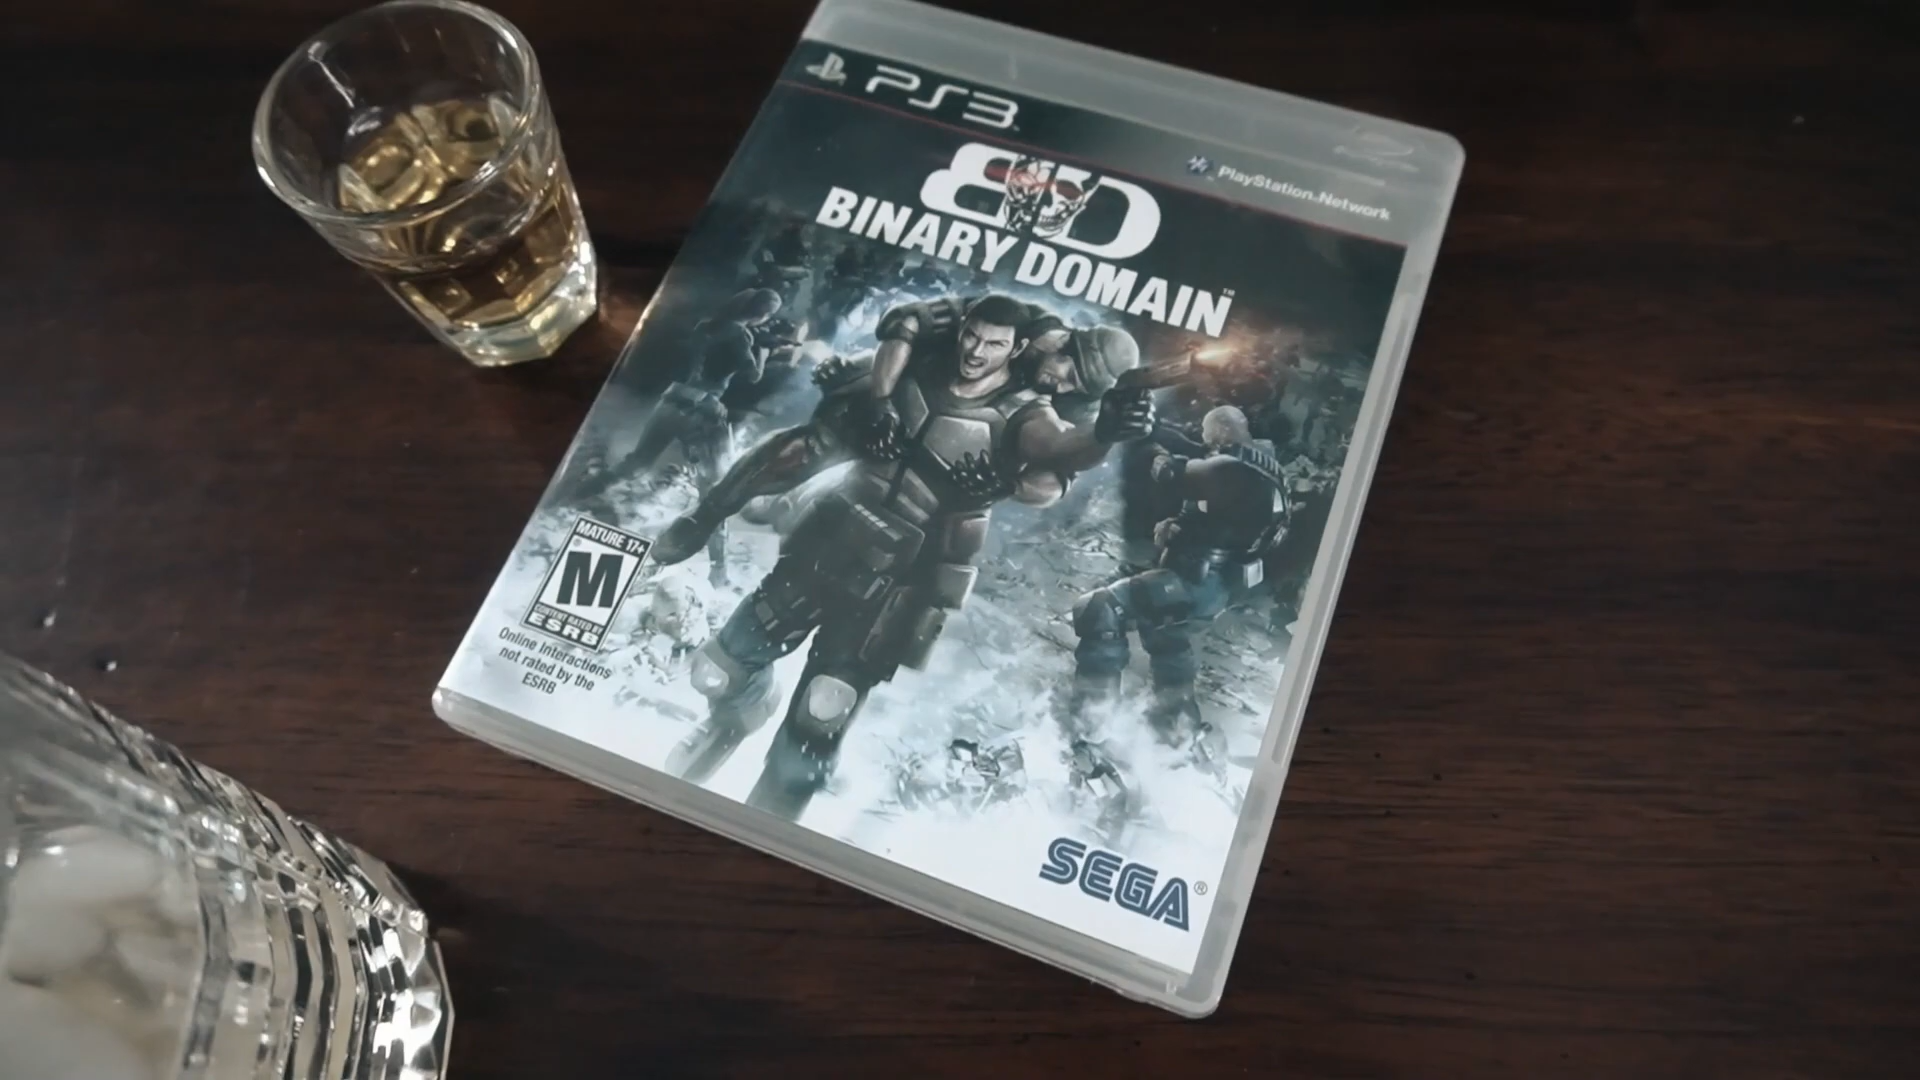 PS3
PlayStation Network
BD
BINARY DOMAIN™
MATURE 17+
M
CONTENT RATED BY
ESRB
Online Interactions
not rated by the
ESRB
SEGA®